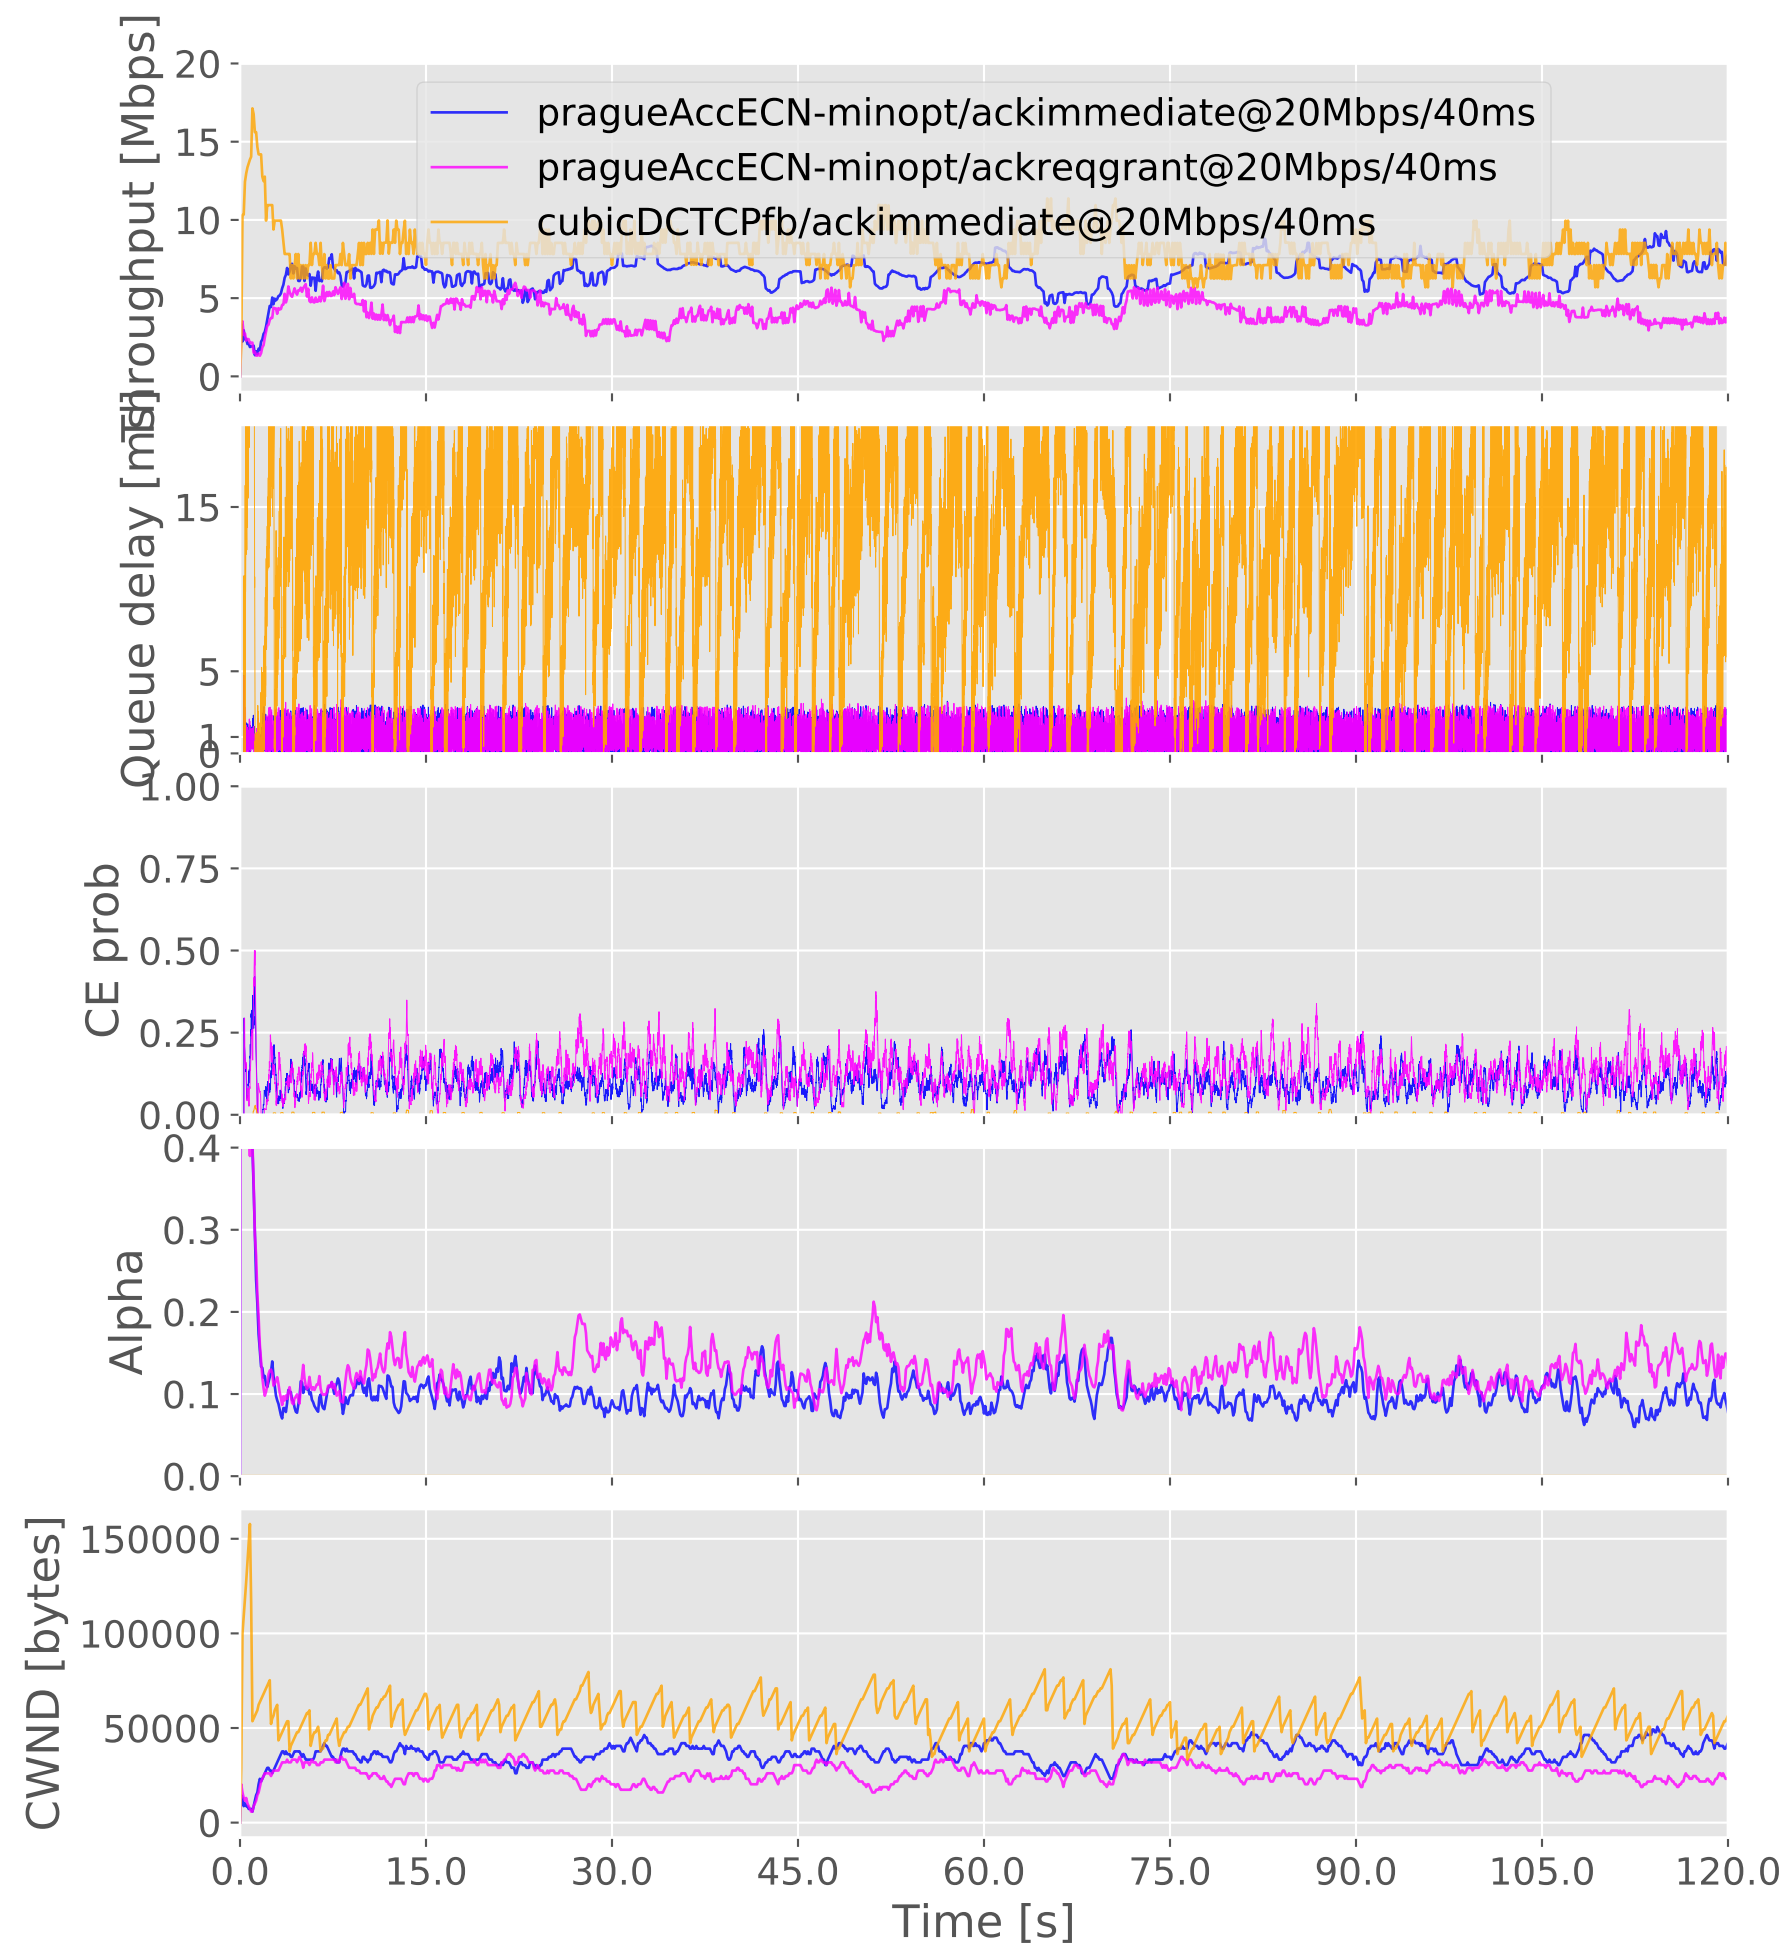 Throughput [Mbps]
20
15
10
5
0
pragueAccECN-minopt/ackimmediate@20Mbps/40ms
pragueAccECN-minopt/ackreqgrant@20Mbps/40ms
cubicDCTCPfb/ackimmediate@20Mbps/40ms
Queue delay [ms]
15
5
1
0
CE prob
1.00
0.75
0.50
0.25
0.00
Alpha
0.4
0.3
0.2
0.1
0.0
CWND [bytes]
150000
100000
50000
0
0.0 15.0 30.0 45.0 60.0 75.0 90.0 105.0 120.0
Time [s]